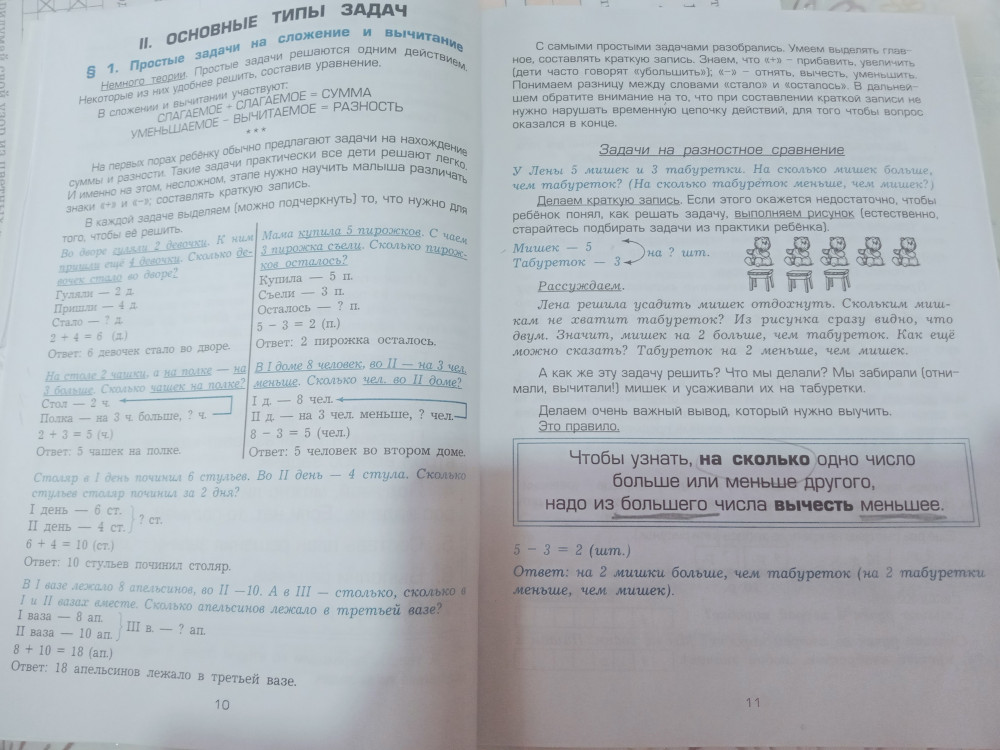 II. ОСНОВНЫЕ ТИПЫ ЗАДАЧ
§ 1. Простые задачи на сложение и вычитание
Немного теории. Простые задачи решаются одним действием.
Некоторые из них удобнее решить, составив уравнение.
В сложении и вычитании участвуют:
СЛАГАЕМОЕ + СЛАГАЕМОЕ = СУММА
УМЕНЬШАЕМОЕ – ВЫЧИТАЕМОЕ = РАЗНОСТЬ
***
На первых порах ребёнку обычно предлагают задачи на нахождение
суммы и разности. Такие задачи практически все дети решают легко.
И именно на этом, несложном, этапе нужно научить малыша различать
знаки «+» и «–»; составлять краткую запись.
В каждой задаче выделяем (можно подчеркнуть) то, что нужно для
того, чтобы её решить.
Во дворе гуляли 2 девочки. К ним
пришли ещё 4 девочки. Сколько де-
вочек стало во дворе?
Гуляли — 2 д.
Пришли — 4 д.
Стало — ? д.
2 + 4 = 6 (д.)
Ответ: 6 девочек стало во дворе.
Мама купила 5 пирожков. С чаем
3 пирожка съели. Сколько пирож-
ков осталось?
Купила — 5 п.
Съели — 3 п.
Осталось — ? п.
5 – 3 = 2 (п.)
Ответ: 2 пирожка осталось.
На столе 2 чашки, а на полке — на
3 больше. Сколько чашек на полке?
Стол — 2 ч.
Полка — на 3 ч. больше, ? ч.
2 + 3 = 5 (ч.)
Ответ: 5 чашек на полке.
В I доме 8 человек, во II — на 3 чел.
меньше. Сколько чел. во II доме?
I д. — 8 чел.
II д. — на 3 чел. меньше, ? чел.
8 – 3 = 5 (чел.)
Ответ: 5 человек во втором доме.
Столяр в I день починил 6 стульев. Во II день — 4 стула. Сколько
стульев столяр починил за 2 дня?
I день — 6 ст.
II день — 4 ст. ? ст.
6 + 4 = 10 (ст.)
Ответ: 10 стульев починил столяр.
В I вазе лежало 8 апельсинов, во II —10. А в III — столько, сколько в
I и II вазах вместе. Сколько апельсинов лежало в третьей вазе?
I ваза — 8 ап.
II ваза — 10 ап. III в. — ? ап.
8 + 10 = 18 (ап.)
Ответ: 18 апельсинов лежало в третьей вазе.
10
С самыми простыми задачами разобрались. Умеем выделять глав-
ное, составлять краткую запись. Знаем, что «+» – прибавить, увеличить
(дети часто говорят «убольшить»); «–» – отнять, вычесть, уменьшить.
Понимаем разницу между словами «стало» и «осталось». В дальней-
шем обратите внимание на то, что при составлении краткой записи не
нужно нарушать временную цепочку действий, для того чтобы вопрос
оказался в конце.
Задачи на разностное сравнение
У Лены 5 мишек и 3 табуретки. На сколько мишек больше,
чем табуреток? (На сколько табуреток меньше, чем мишек?)
Делаем краткую запись. Если этого окажется недостаточно, чтобы
ребёнок понял, как решать задачу, выполняем рисунок (естественно,
старайтесь подбирать задачи из практики ребёнка).
Мишек — 5
Табуреток — 3 на ? шт.
Рассуждаем.
Лена решила усадить мишек отдохнуть. Скольким миш-
кам не хватит табуреток? Из рисунка сразу видно, что
двум. Значит, мишек на 2 больше, чем табуреток. Как ещё
можно сказать? Табуреток на 2 меньше, чем мишек.
А как же эту задачу решить? Что мы делали? Мы забирали (отни-
мали, вычитали!) мишек и усаживали их на табуретки.
Делаем очень важный вывод, который нужно выучить.
Это правило.
Чтобы узнать, на сколько одно число
больше или меньше другого,
надо из большего числа вычесть меньшее.
5 – 3 = 2 (шт.)
Ответ: на 2 мишки больше, чем табуреток (на 2 табуретки
меньше, чем мишек).
11